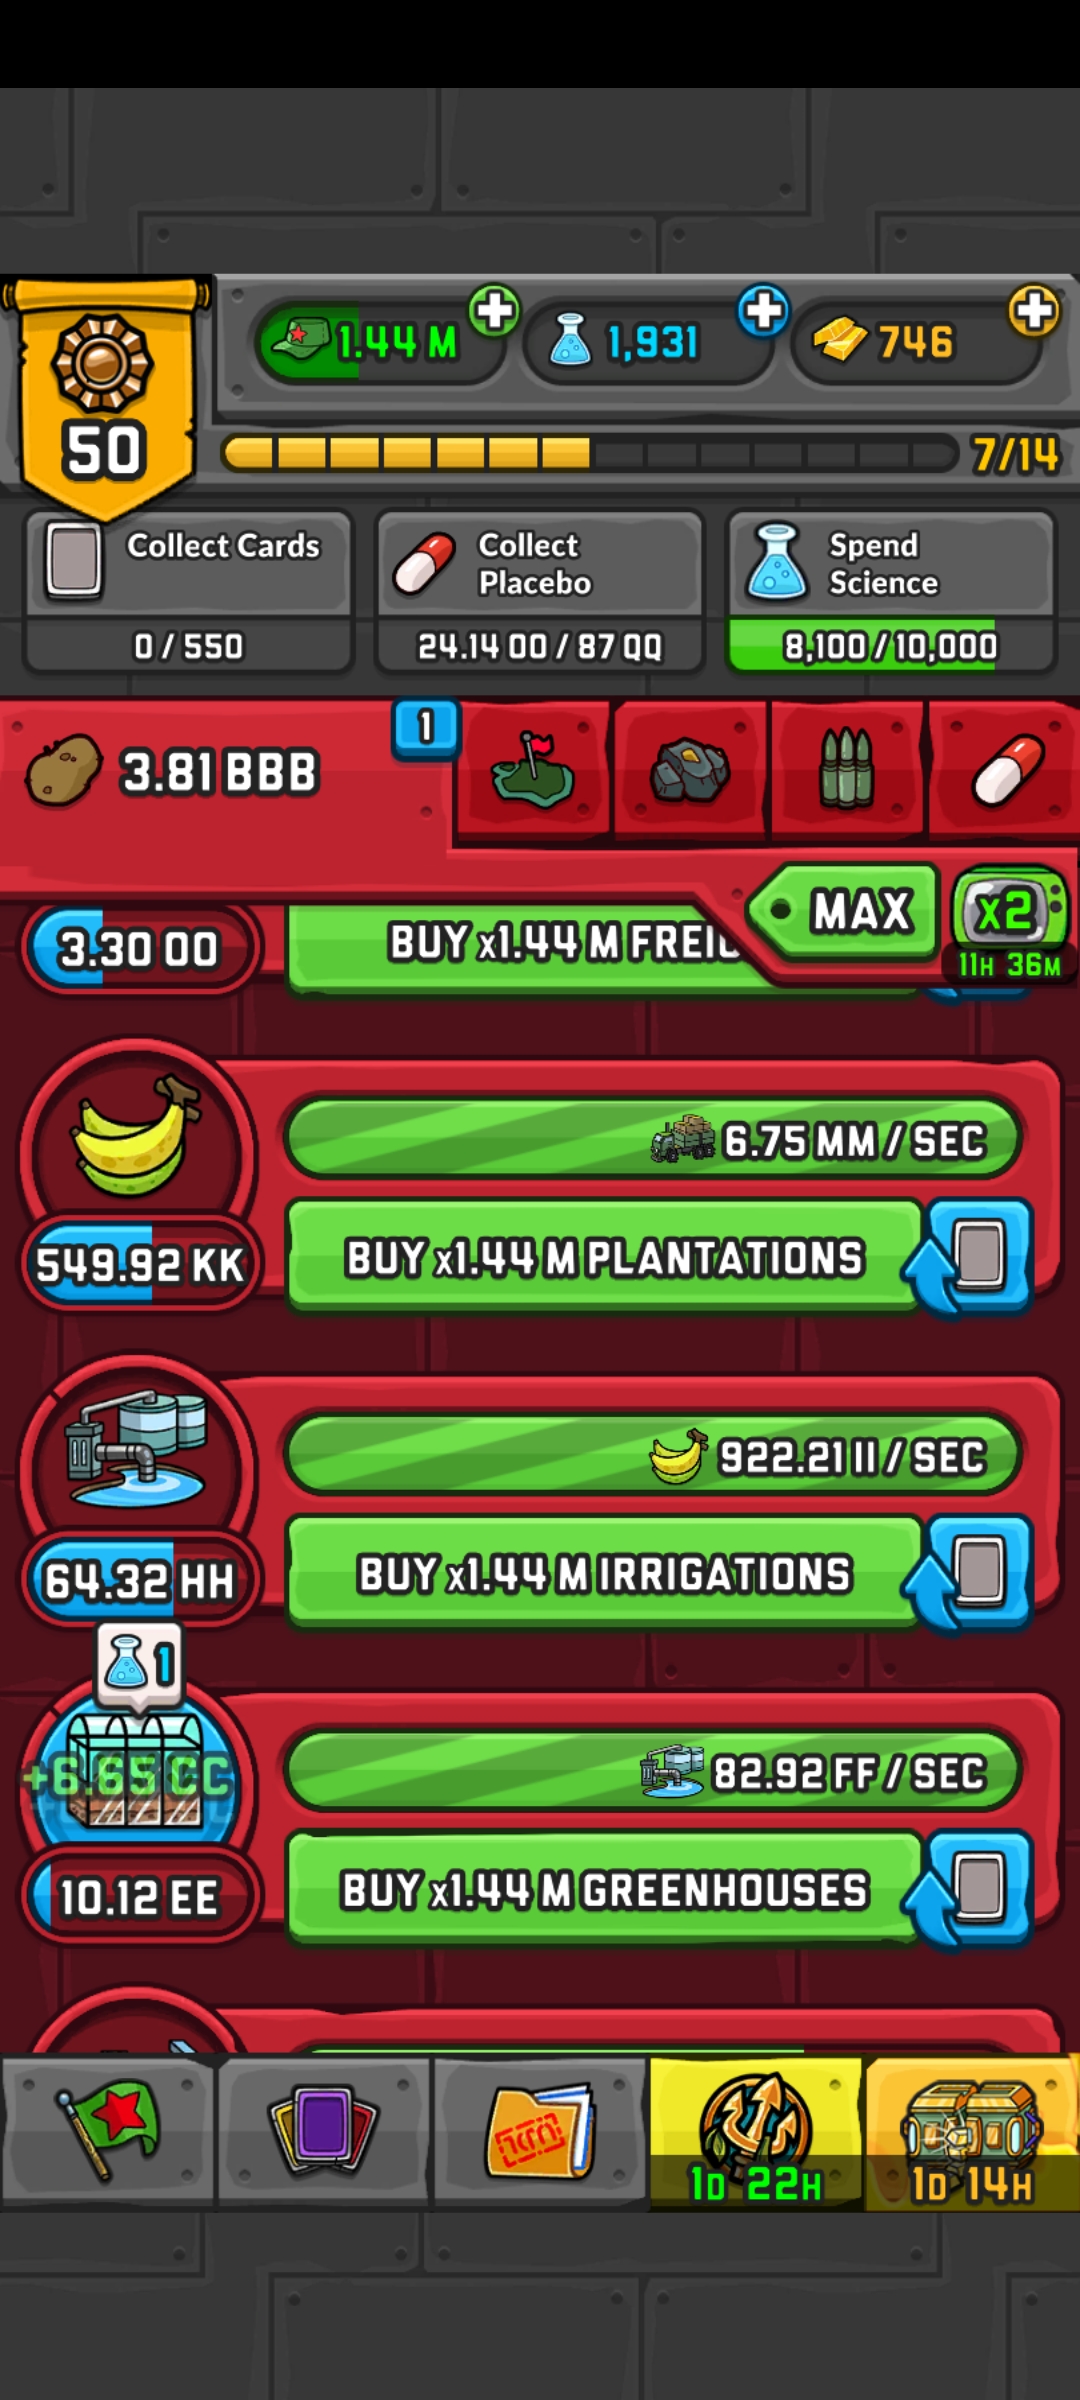 1.44 M
1,931
746
50
7/14
Collect Cards
0 / 550
Collect
Placebo
24.14 OO / 87 QQ
Spend
Science
8,100 / 10,000
3.81 BBB
1
MAX
x2
11H 36M
3.30 OO
BUY x1.44 M
6.75 MM / SEC
549.92 KK
BUY x1.44 M PLANTATIONS
922.21 II / SEC
64.32 HH
BUY x1.44 M IRRIGATIONS
1
+6.65 CC
82.92 FF / SEC
10.12 EE
BUY x1.44 M GREENHOUSES
1D 22H
1D 14H